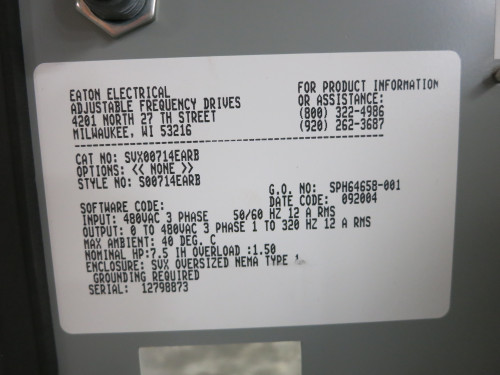 EATON ELECTRICAL
ADJUSTABLE FREQUENCY DRIVES
4201 NORTH 27 TH STREET
MILWAUKEE, WI 53216
FOR PRODUCT INFORMATION
OR ASSISTANCE:
(800) 322-4986
(920) 262-3687
CAT NO: SVX00714EARB
OPTIONS: << NONE >>
STYLE NO: S00714EARB
G.O. NO: SPH64658-001
SOFTWARE CODE: DATE CODE: 092004
INPUT: 480VAC 3 PHASE 50/60 HZ 12 A RMS
OUTPUT: 0 TO 480VAC 3 PHASE 1 TO 320 HZ 12 A RMS
MAX AMBIENT: 40 DEG. C
NOMINAL HP:7.5 IH OVERLOAD :1.50
ENCLOSURE: SVX OVERSIZED NEMA TYPE
GROUNDING REQUIRED
SERIAL: 12798873